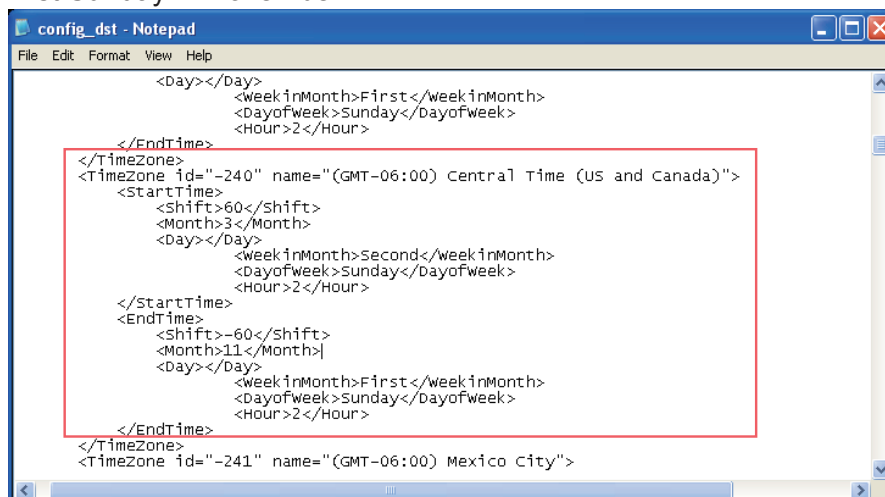 config_dst - Notepad
File Edit Format View Help
<Day></Day>
<WeekinMonth>First</WeekinMonth>
<DayofWeek>Sunday</DayofWeek>
<Hour>2</Hour>
</EndTime>
</TimeZone>
<TimeZone id="-240" name="(GMT-06:00) Central Time (US and Canada)">
<StartTime>
<Shift>60</Shift>
<Month>3</Month>
<Day></Day>
<WeekinMonth>Second</WeekinMonth>
<DayofWeek>Sunday</DayofWeek>
<Hour>2</Hour>
</StartTime>
<EndTime>
<Shift>-60</Shift>
<Month>11</Month>
<Day></Day>
<WeekinMonth>First</WeekinMonth>
<DayofWeek>Sunday</DayofWeek>
<Hour>2</Hour>
</EndTime>
</TimeZone>
<TimeZone id="-241" name="(GMT-06:00) Mexico City">